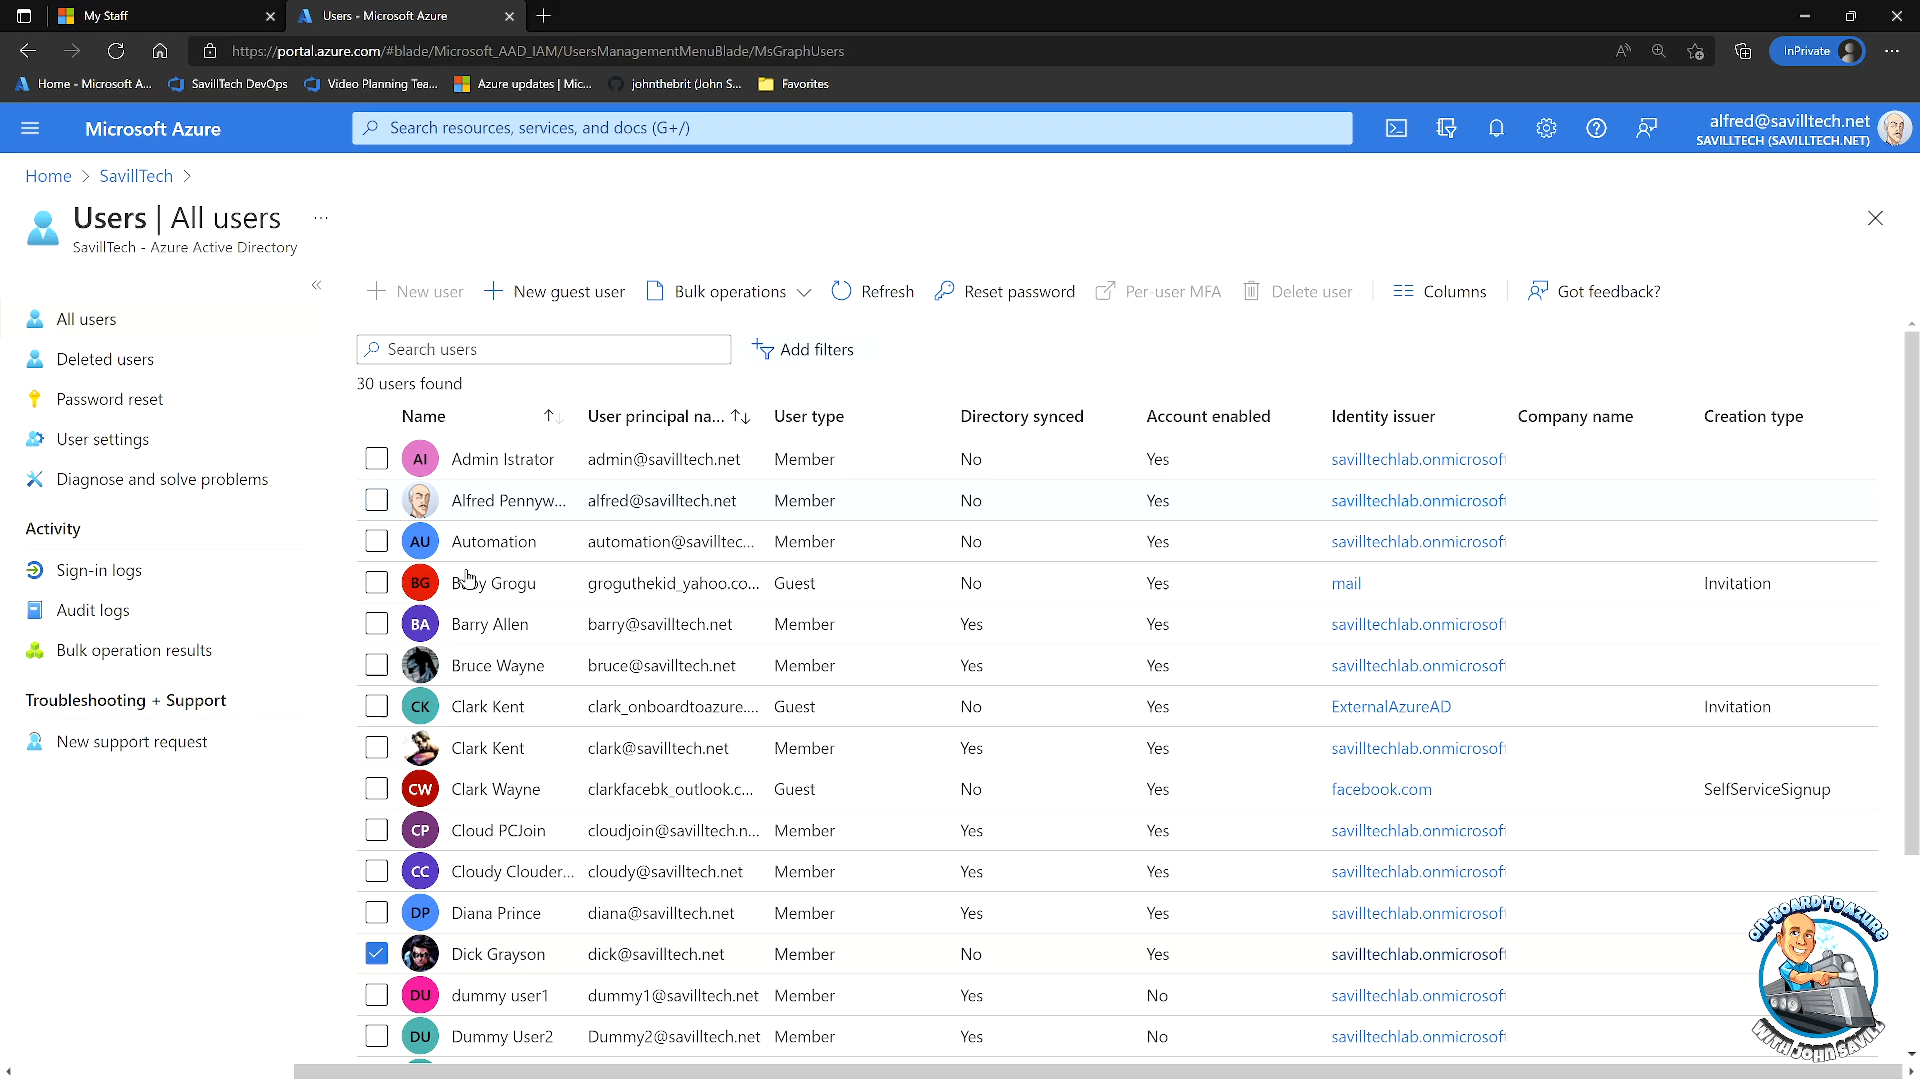 My Staff
Users - Microsoft Azure
https://portal.azure.com/#blade/Microsoft_AAD_IAM/UsersManagementMenuBlade/MsGraphUsers
InPrivate
Home - Microsoft A...
SavillTech DevOps
Video Planning Tea...
Azure updates | Mic...
johnthebrit (John S...
Favorites
Microsoft Azure
Search resources, services, and docs (G+/)
alfred@savilltech.net
SAVILLTECH (SAVILLTECH.NET)
Home > SavillTech >
Users | All users
SavillTech - Azure Active Directory
New user
New guest user
Bulk operations
Refresh
Reset password
Per-user MFA
Delete user
Columns
Got feedback?
All users
Deleted users
Password reset
User settings
Diagnose and solve problems
Activity
Sign-in logs
Audit logs
Bulk operation results
Troubleshooting + Support
New support request
Search users
Add filters
30 users found
Name User principal na... User type Directory synced Account enabled Identity issuer Company name Creation type
AI Admin Istrator admin@savilltech.net Member No Yes savilltechlab.onmicrosoft
Alfred Pennyw... alfred@savilltech.net Member No Yes savilltechlab.onmicrosoft
AU Automation automation@savilltec... Member No Yes savilltechlab.onmicrosoft
BG Grogu groguthekid_yahoo.co... Guest No Yes mail Invitation
BA Barry Allen barry@savilltech.net Member Yes Yes savilltechlab.onmicrosoft
Bruce Wayne bruce@savilltech.net Member Yes Yes savilltechlab.onmicrosoft
CK Clark Kent clark_onboardtoazure.... Guest No Yes ExternalAzureAD Invitation
Clark Kent clark@savilltech.net Member Yes Yes savilltechlab.onmicrosoft
CW Clark Wayne clarkfacebk_outlook.c... Guest No Yes facebook.com SelfServiceSignup
CP Cloud PCJoin cloudjoin@savilltech.n... Member Yes Yes savilltechlab.onmicrosoft
CC Cloudy Clouder... cloudy@savilltech.net Member Yes Yes savilltechlab.onmicrosoft
DP Diana Prince diana@savilltech.net Member Yes Yes savilltechlab.onmicrosoft
Dick Grayson dick@savilltech.net Member No Yes savilltechlab.onmicrosoft
DU dummy user1 dummy1@savilltech.net Member Yes No savilltechlab.onmicrosoft
DU Dummy User2 Dummy2@savilltech.net Member Yes No savilltechlab.onmicrosoft
ON-BOARD TO AZURE
WITH JOHN SAVILL